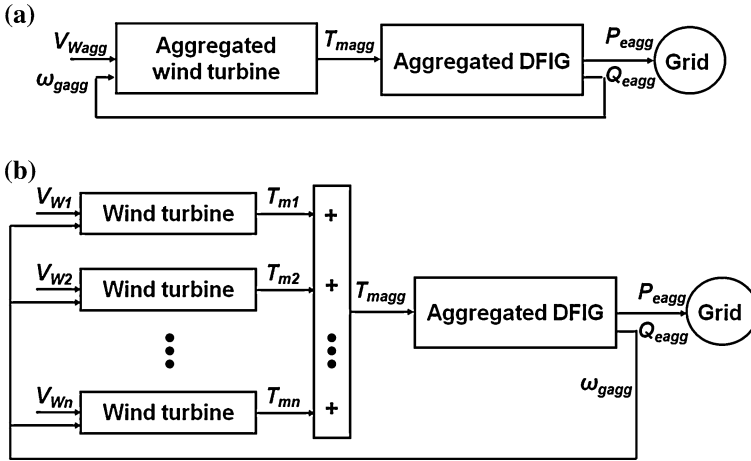 (a)
V_Wagg
ω_gagg
Aggregated
wind turbine
T_magg
Aggregated DFIG
P_eagg
Q_eagg
Grid
(b)
V_W1
Wind turbine
T_m1
+
V_W2
Wind turbine
T_m2
+
V_Wn
Wind turbine
T_mn
+
T_magg
Aggregated DFIG
P_eagg
Q_eagg
Grid
ω_gagg